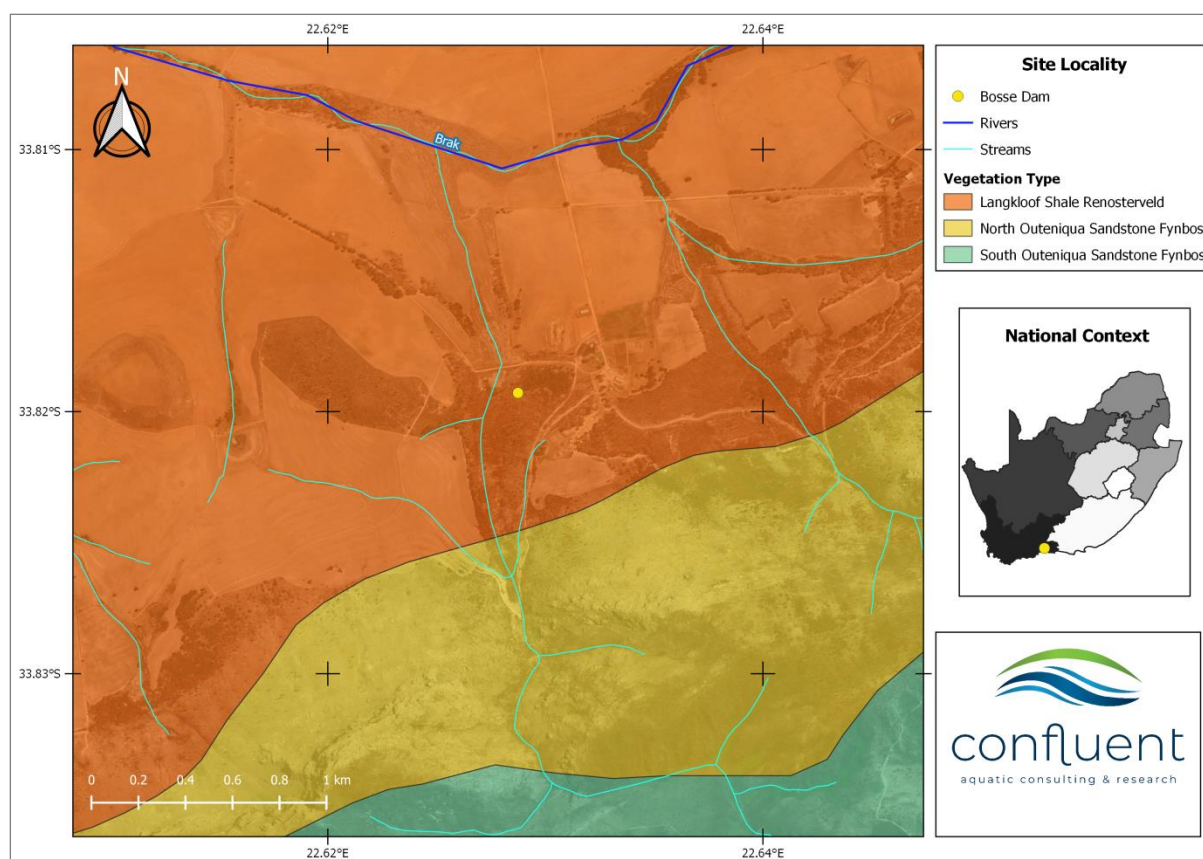 22.62°E
22.64°E
N
Brak
33.81°S
33.82°S
33.83°S
0 0.2 0.4 0.6 0.8 1 km
22.62°E
22.64°E
Site Locality
Bosse Dam
Rivers
Streams
Vegetation Type
Langkloof Shale Renosterveld
North Outeniqua Sandstone Fynbos
South Outeniqua Sandstone Fynbos
National Context
confluent
aquatic consulting & research